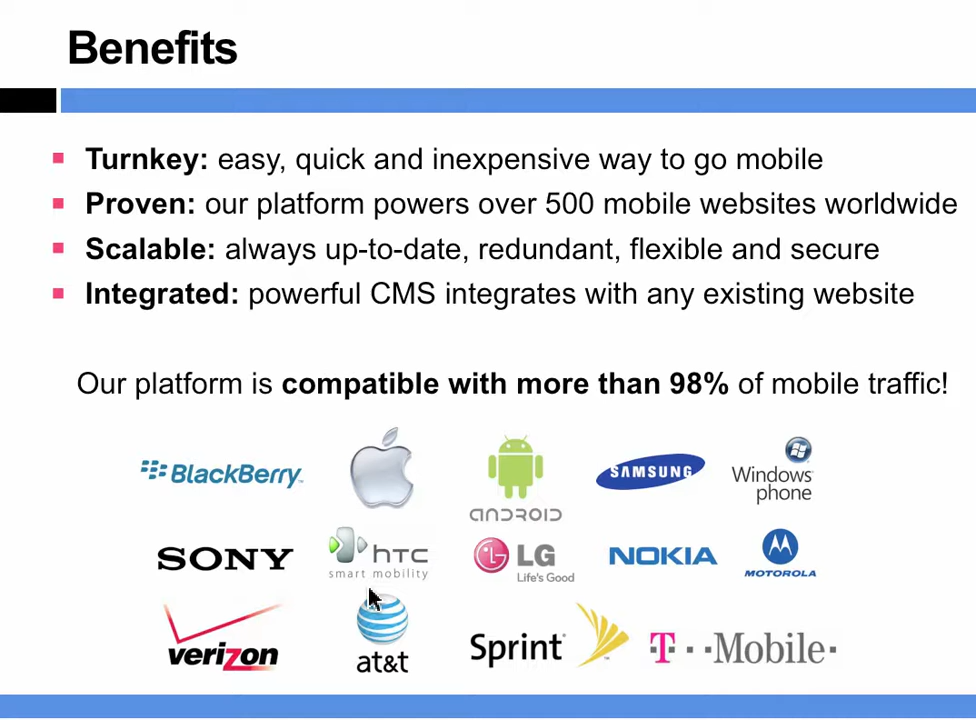 Benefits
Turnkey: easy, quick and inexpensive way to go mobile
Proven: our platform powers over 500 mobile websites worldwide
Scalable: always up-to-date, redundant, flexible and secure
Integrated: powerful CMS integrates with any existing website
Our platform is compatible with more than 98% of mobile traffic!
BlackBerry ANDROID SAMSUNG Windows phone
SONY htc smart mobility LG Life's Good NOKIA MOTOROLA
verizon at&t Sprint T··Mobile·